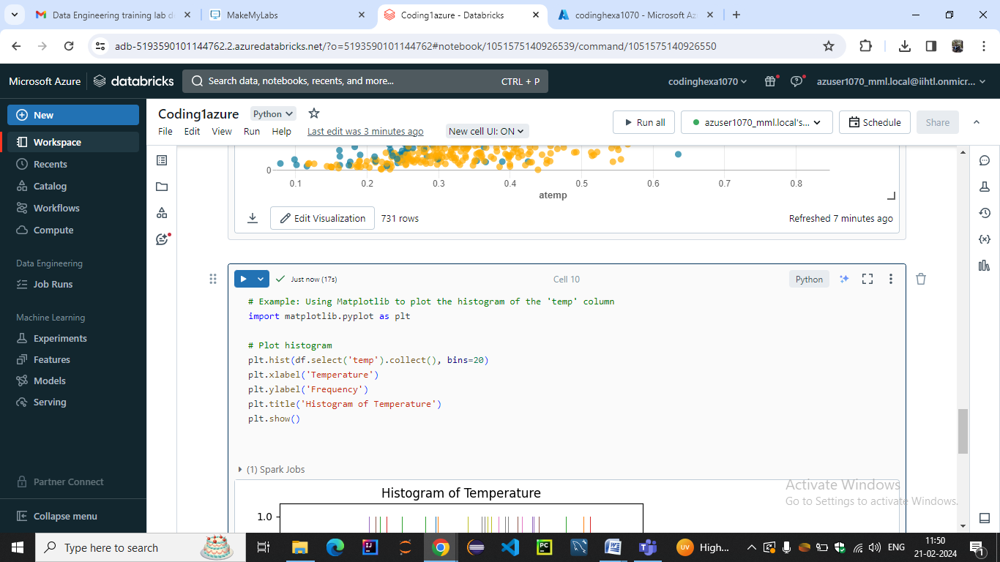 Data Engineering training lab d
MakeMyLabs
Coding1azure - Databricks
codinghexa1070 - Microsoft Az
adb-5193590101144762.2.azuredatabricks.net/?o=5193590101144762#notebook/1051575140926539/command/1051575140926550
Microsoft Azure
databricks
Search data, notebooks, recents, and more...
CTRL + P
codinghexa1070
azuser1070_mml.local@iihtl.onmicr...
New
Workspace
Recents
Catalog
Workflows
Compute
Data Engineering
Job Runs
Machine Learning
Experiments
Features
Models
Serving
Partner Connect
Collapse menu
Coding1azure
Python
File Edit View Run Help
Last edit was 3 minutes ago
New cell UI: ON
Run all
azuser1070_mml.local's...
Schedule
Share
0
0.1 0.2 0.3 0.4 0.5 0.6 0.7 0.8
atemp
Edit Visualization
731 rows
Refreshed 7 minutes ago
Just now (17s)
Cell 10
Python
# Example: Using Matplotlib to plot the histogram of the 'temp' column
import matplotlib.pyplot as plt
# Plot histogram
plt.hist(df.select('temp').collect(), bins=20)
plt.xlabel('Temperature')
plt.ylabel('Frequency')
plt.title('Histogram of Temperature')
plt.show()
(1) Spark Jobs
Histogram of Temperature
1.0
Activate Windows
Go to Settings to activate Windows.
Type here to search
UV
High...
ENG
11:50
21-02-2024
1